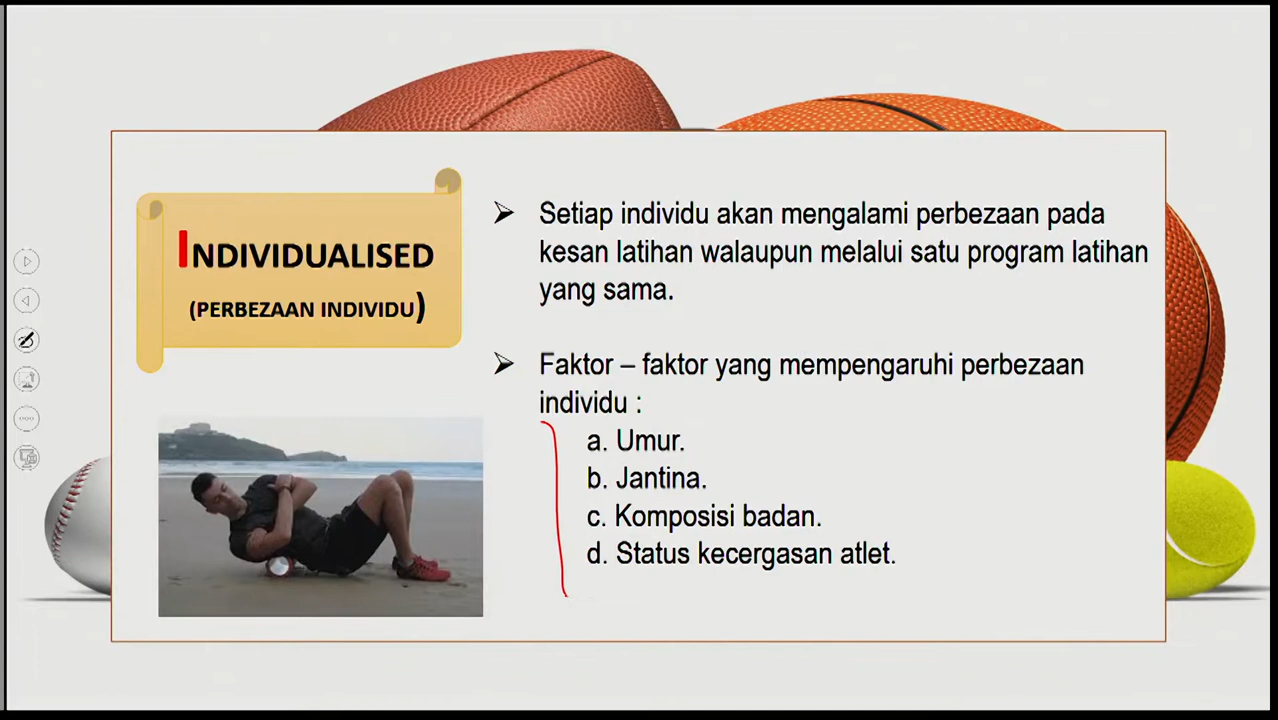 INDIVIDUALISED
(PERBEZAAN INDIVIDU)
➢ Setiap individu akan mengalami perbezaan pada
kesan latihan walaupun melalui satu program latihan
yang sama.
➢ Faktor – faktor yang mempengaruhi perbezaan
individu :
a. Umur.
b. Jantina.
c. Komposisi badan.
d. Status kecergasan atlet.